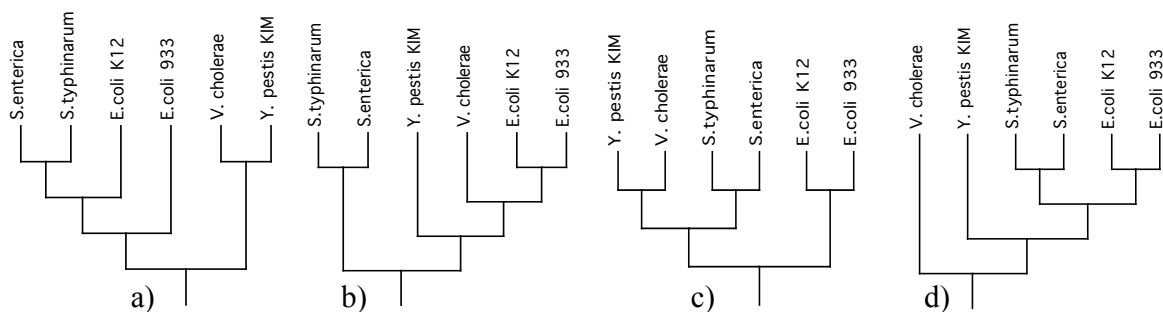 S.enterica
S.typhinarum
E.coli K12
E.coli 933
V. cholerae
Y. pestis KIM
a)
S.typhinarum
S.enterica
Y. pestis KIM
V. cholerae
E.coli K12
E.coli 933
b)
Y. pestis KIM
V. cholerae
S.typhinarum
S.enterica
E.coli K12
E.coli 933
c)
V. cholerae
Y. pestis KIM
S.typhinarum
S.enterica
E.coli K12
E.coli 933
d)